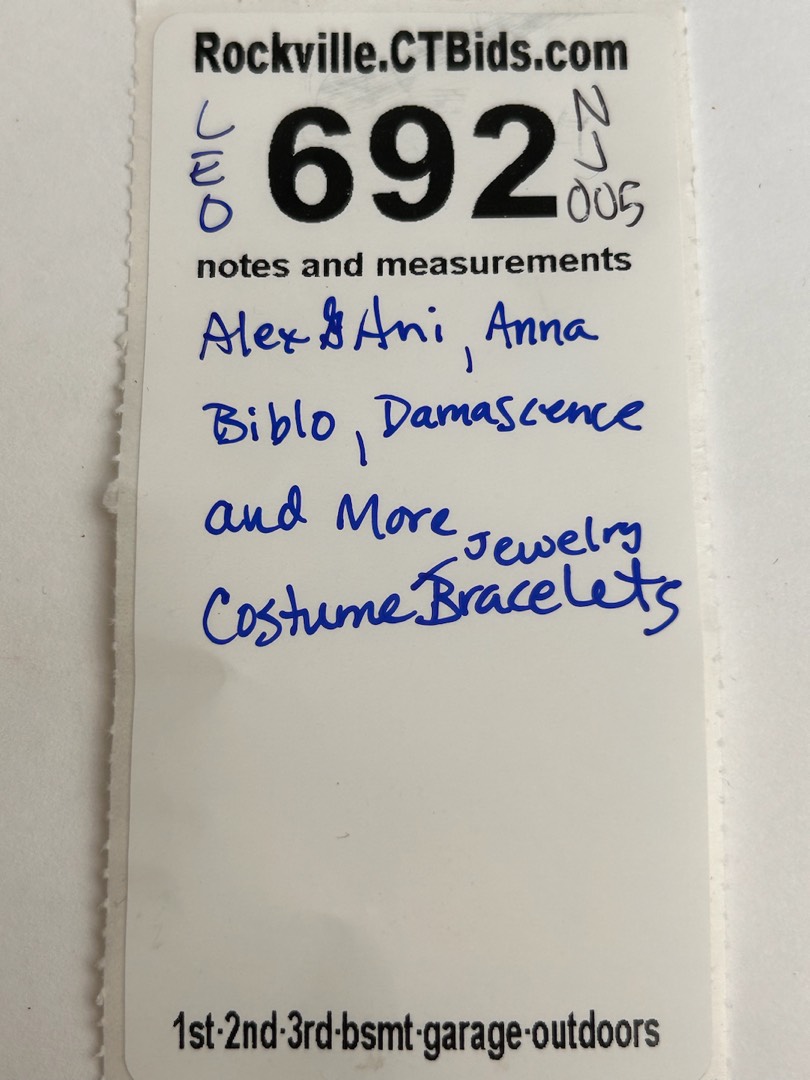 Rockville.CTBids.com
LEO
692
NJ
005
notes and measurements
Alex & Ani, Anna
Biblo, Damascence
and More
Jewelry
Costume Bracelets
1st·2nd·3rd·bsmt·garage·outdoors